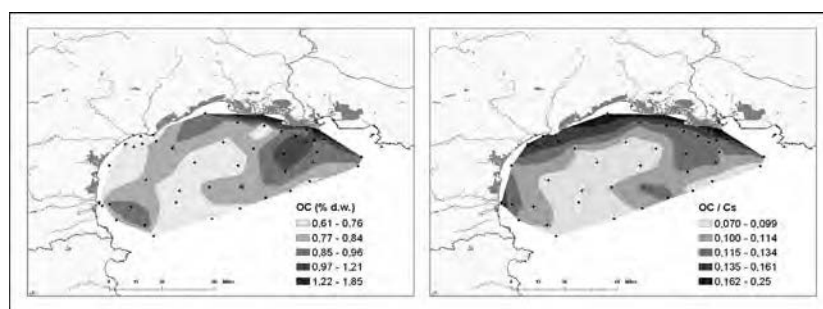 OC (% d.w.)
0,61 - 0,76
0,77 - 0,84
0,85 - 0,96
0,97 - 1,21
1,22 - 1,85
OC / Cs
0,070 - 0,099
0,100 - 0,114
0,115 - 0,134
0,135 - 0,161
0,162 - 0,25